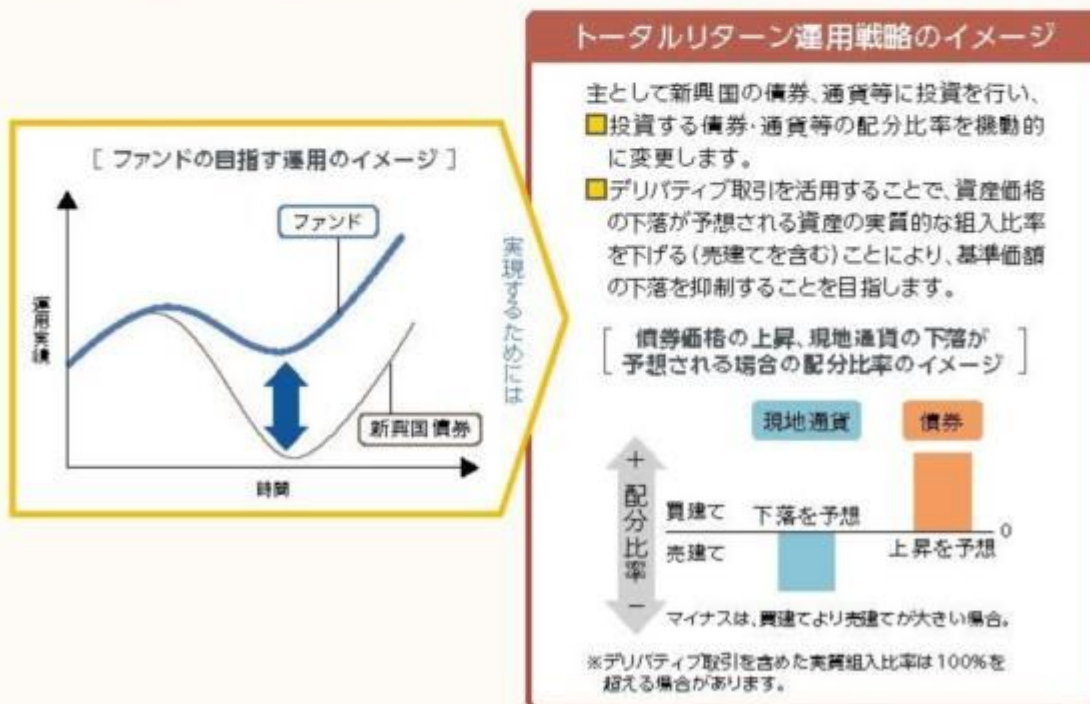 トータルリターン運用戦略のイメージ
主として新興国の債券、通貨等に投資を行い、
■投資する債券・通貨等の配分比率を機動的
に変更します。
■デリバティブ取引を活用することで、資産価格
の下落が予想される資産の実質的な組入比率
を下げる(売建てを含む)ことにより、基準価額
の下落を抑制することを目指します。
[ファンドの目指す運用のイメージ]
ファンド
運用実績
新興国債券
時間
実現するためには
債券価格の上昇、現地通貨の下落が
予想される場合の配分比率のイメージ
現地通貨 債券
+ 配分比率 −
買建て 下落を予想
0
売建て 上昇を予想
マイナスは、買建てより売建てが大きい場合。
※デリバティブ取引を含めた実質組入比率は100%を
超える場合があります。